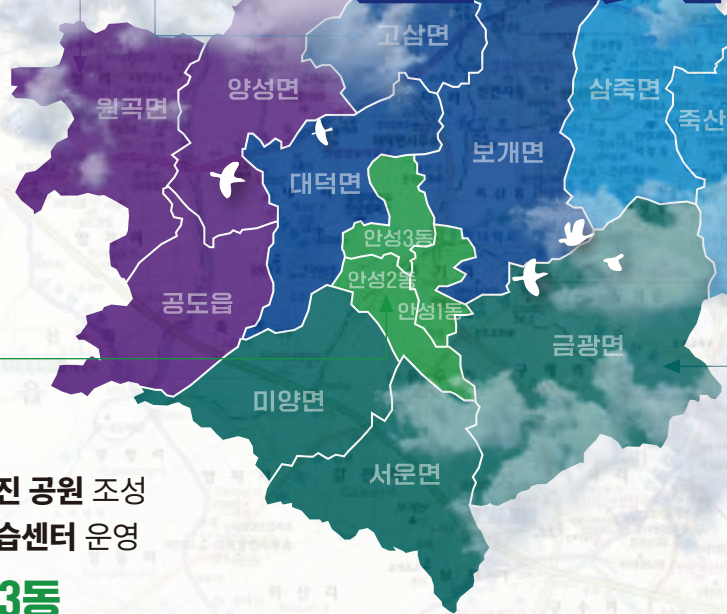 고삼면
양성면
삼죽면
원곡면
죽산
보개면
대덕면
안성3동
안성2동
공도읍
안성1동
금광면
미양면
서운면
진 공원 조성
습센터 운영
3동